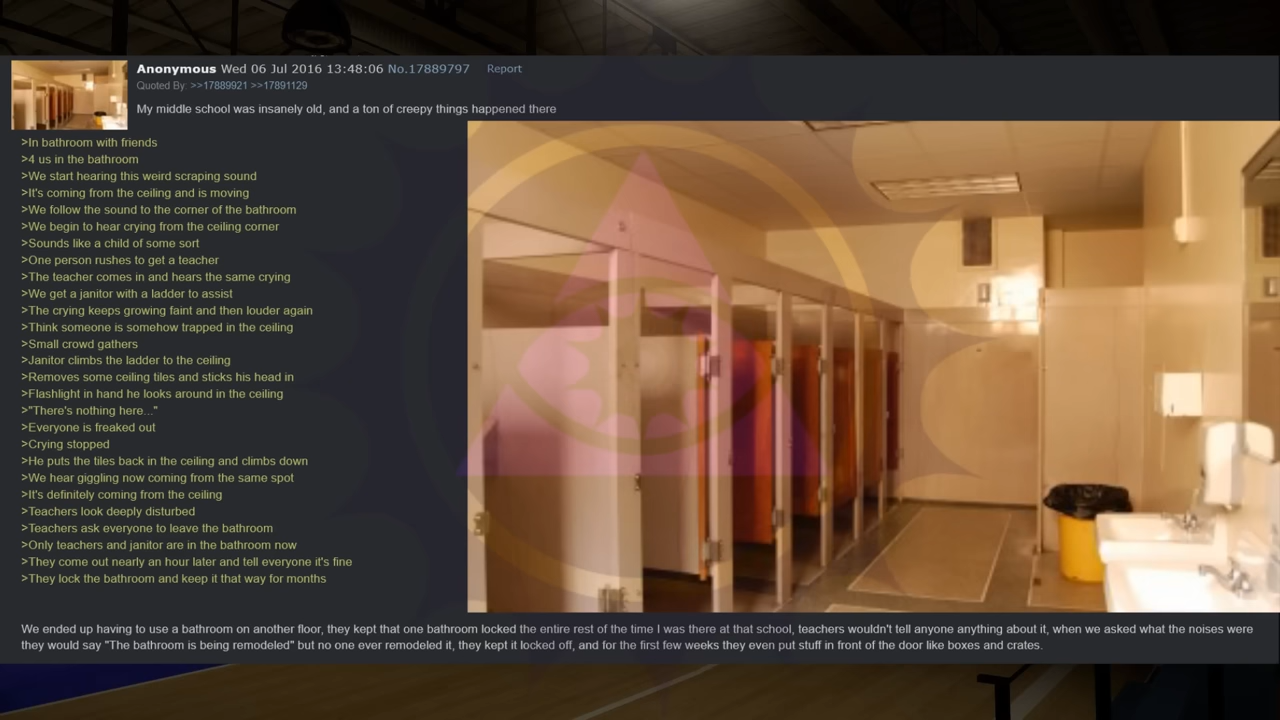 Anonymous Wed 06 Jul 2016 13:48:06 No.17889797 Report
Quoted By: >>17889921 >>17891129
My middle school was insanely old, and a ton of creepy things happened there
>In bathroom with friends
>4 us in the bathroom
>We start hearing this weird scraping sound
>It's coming from the ceiling and is moving
>We follow the sound to the corner of the bathroom
>We begin to hear crying from the ceiling corner
>Sounds like a child of some sort
>One person rushes to get a teacher
>The teacher comes in and hears the same crying
>We get a janitor with a ladder to assist
>The crying keeps growing faint and then louder again
>Think someone is somehow trapped in the ceiling
>Small crowd gathers
>Janitor climbs the ladder to the ceiling
>Removes some ceiling tiles and sticks his head in
>Flashlight in hand he looks around in the ceiling
>"There's nothing here..."
>Everyone is freaked out
>Crying stopped
>He puts the tiles back in the ceiling and climbs down
>We hear giggling now coming from the same spot
>It's definitely coming from the ceiling
>Teachers look deeply disturbed
>Teachers ask everyone to leave the bathroom
>Only teachers and janitor are in the bathroom now
>They come out nearly an hour later and tell everyone it's fine
>They lock the bathroom and keep it that way for months
We ended up having to use a bathroom on another floor, they kept that one bathroom locked the entire rest of the time I was there at that school, teachers wouldn't tell anyone anything about it, when we asked what the noises were
they would say "The bathroom is being remodeled" but no one ever remodeled it, they kept it locked off, and for the first few weeks they even put stuff in front of the door like boxes and crates.